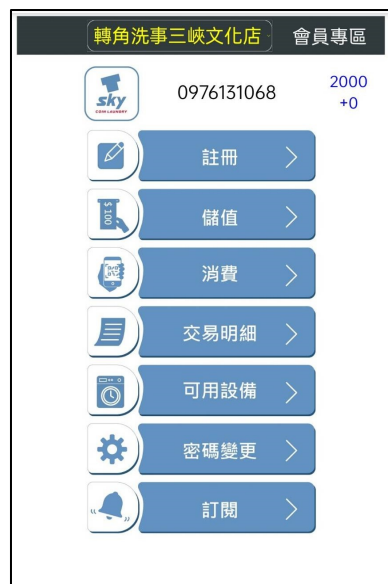 轉角洗事三峽文化店
會員專區
sky
COIN LAUNDRY
0976131068
2000
+0
註冊
$100
儲值
消費
交易明細
可用設備
密碼變更
訂閱